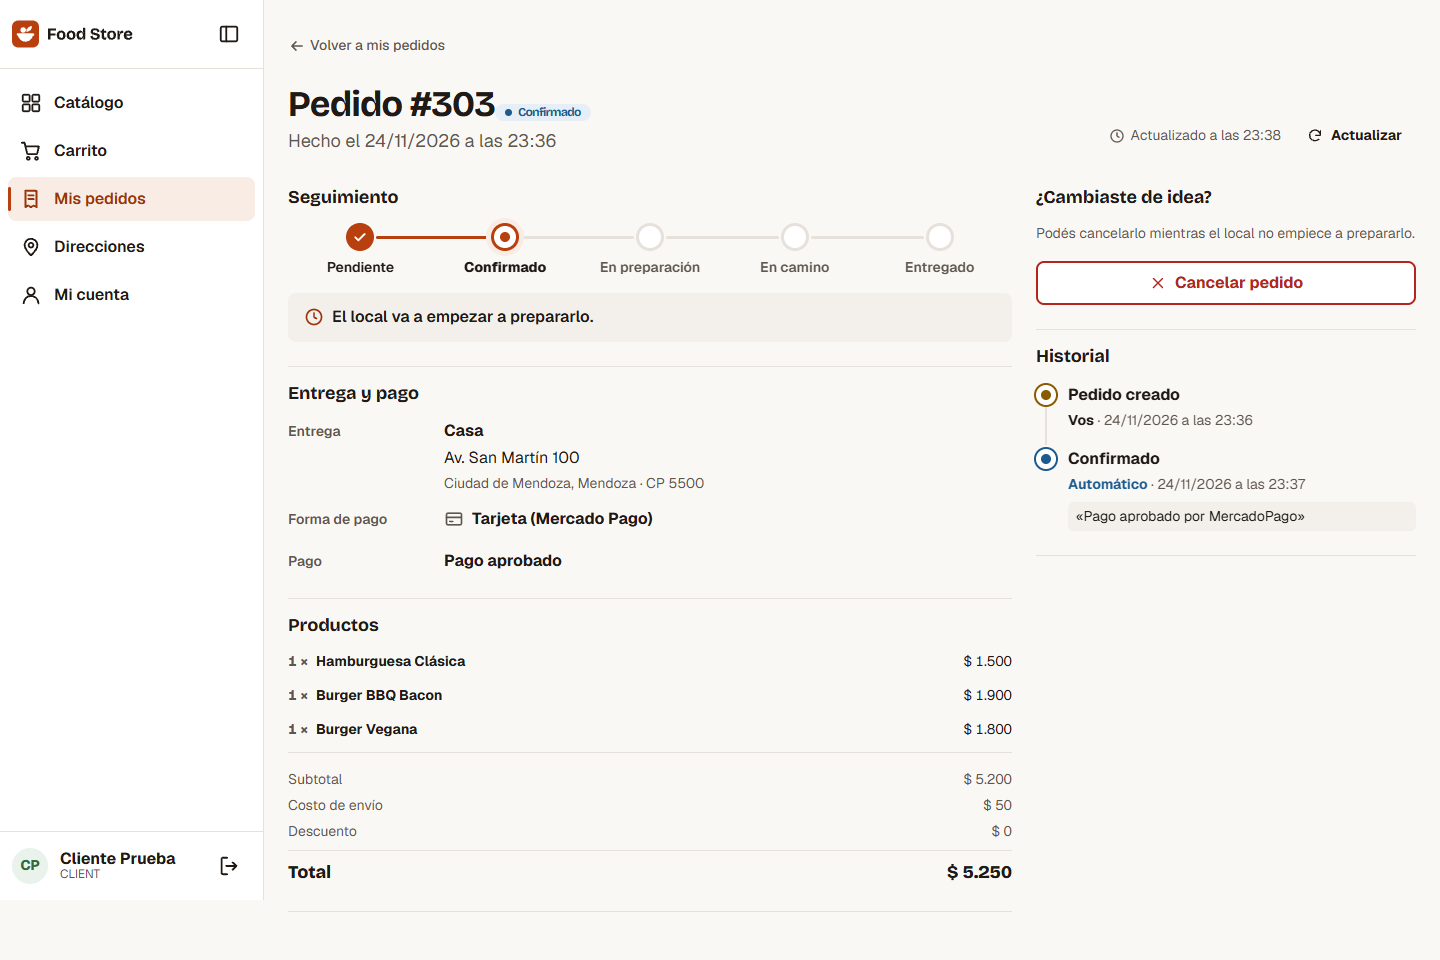 Food Store
Catálogo
Carrito
Mis pedidos
Direcciones
Mi cuenta
CP
Cliente Prueba
CLIENT
Volver a mis pedidos
Pedido #303
Confirmado
Hecho el 24/11/2026 a las 23:36
Actualizado a las 23:38
Actualizar
Seguimiento
Pendiente
Confirmado
En preparación
En camino
Entregado
El local va a empezar a prepararlo.
Entrega y pago
Entrega
Casa
Av. San Martín 100
Ciudad de Mendoza, Mendoza · CP 5500
Forma de pago
Tarjeta (Mercado Pago)
Pago
Pago aprobado
Productos
1 × Hamburguesa Clásica $ 1.500
1 × Burger BBQ Bacon $ 1.900
1 × Burger Vegana $ 1.800
Subtotal $ 5.200
Costo de envío $ 50
Descuento $ 0
Total $ 5.250
¿Cambiaste de idea?
Podés cancelarlo mientras el local no empiece a prepararlo.
Cancelar pedido
Historial
Pedido creado
Vos · 24/11/2026 a las 23:36
Confirmado
Automático · 24/11/2026 a las 23:37
«Pago aprobado por MercadoPago»